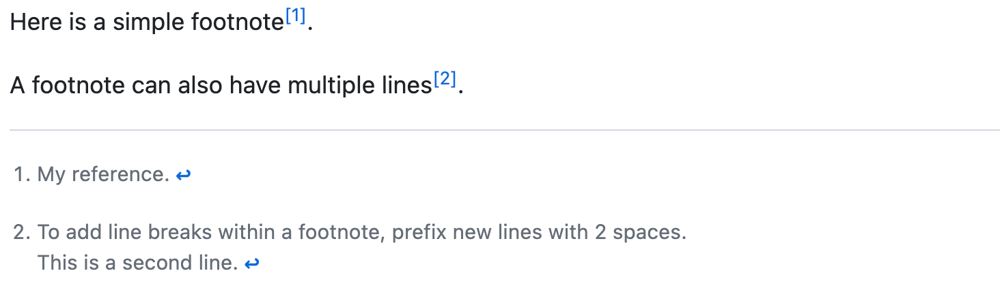 Here is a simple footnote[1].
A footnote can also have multiple lines[2].
1. My reference. ↩
2. To add line breaks within a footnote, prefix new lines with 2 spaces.
This is a second line. ↩